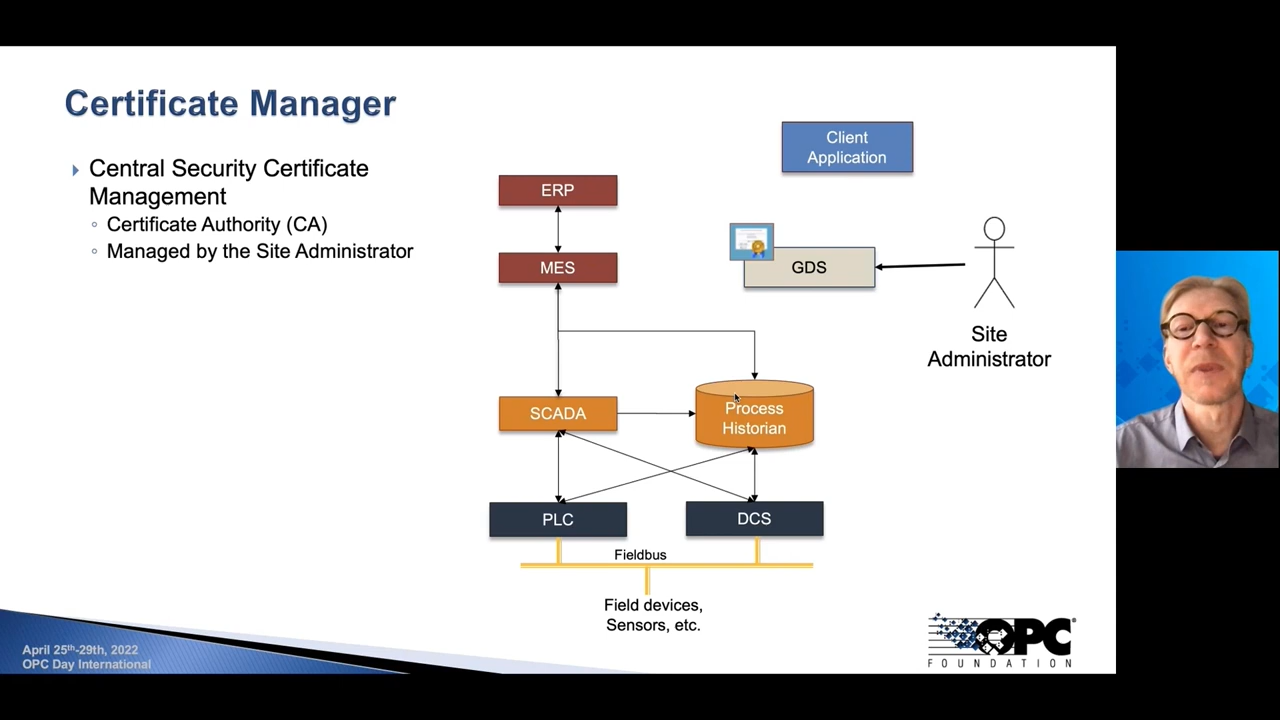 Certificate Manager
Central Security Certificate
Management
Certificate Authority (CA)
Managed by the Site Administrator
Client
Application
ERP
MES
GDS
Site
Administrator
SCADA
Process
Historian
PLC
DCS
Fieldbus
Field devices,
Sensors, etc.
April 25th-29th, 2022
OPC Day International
OPC
FOUNDATION